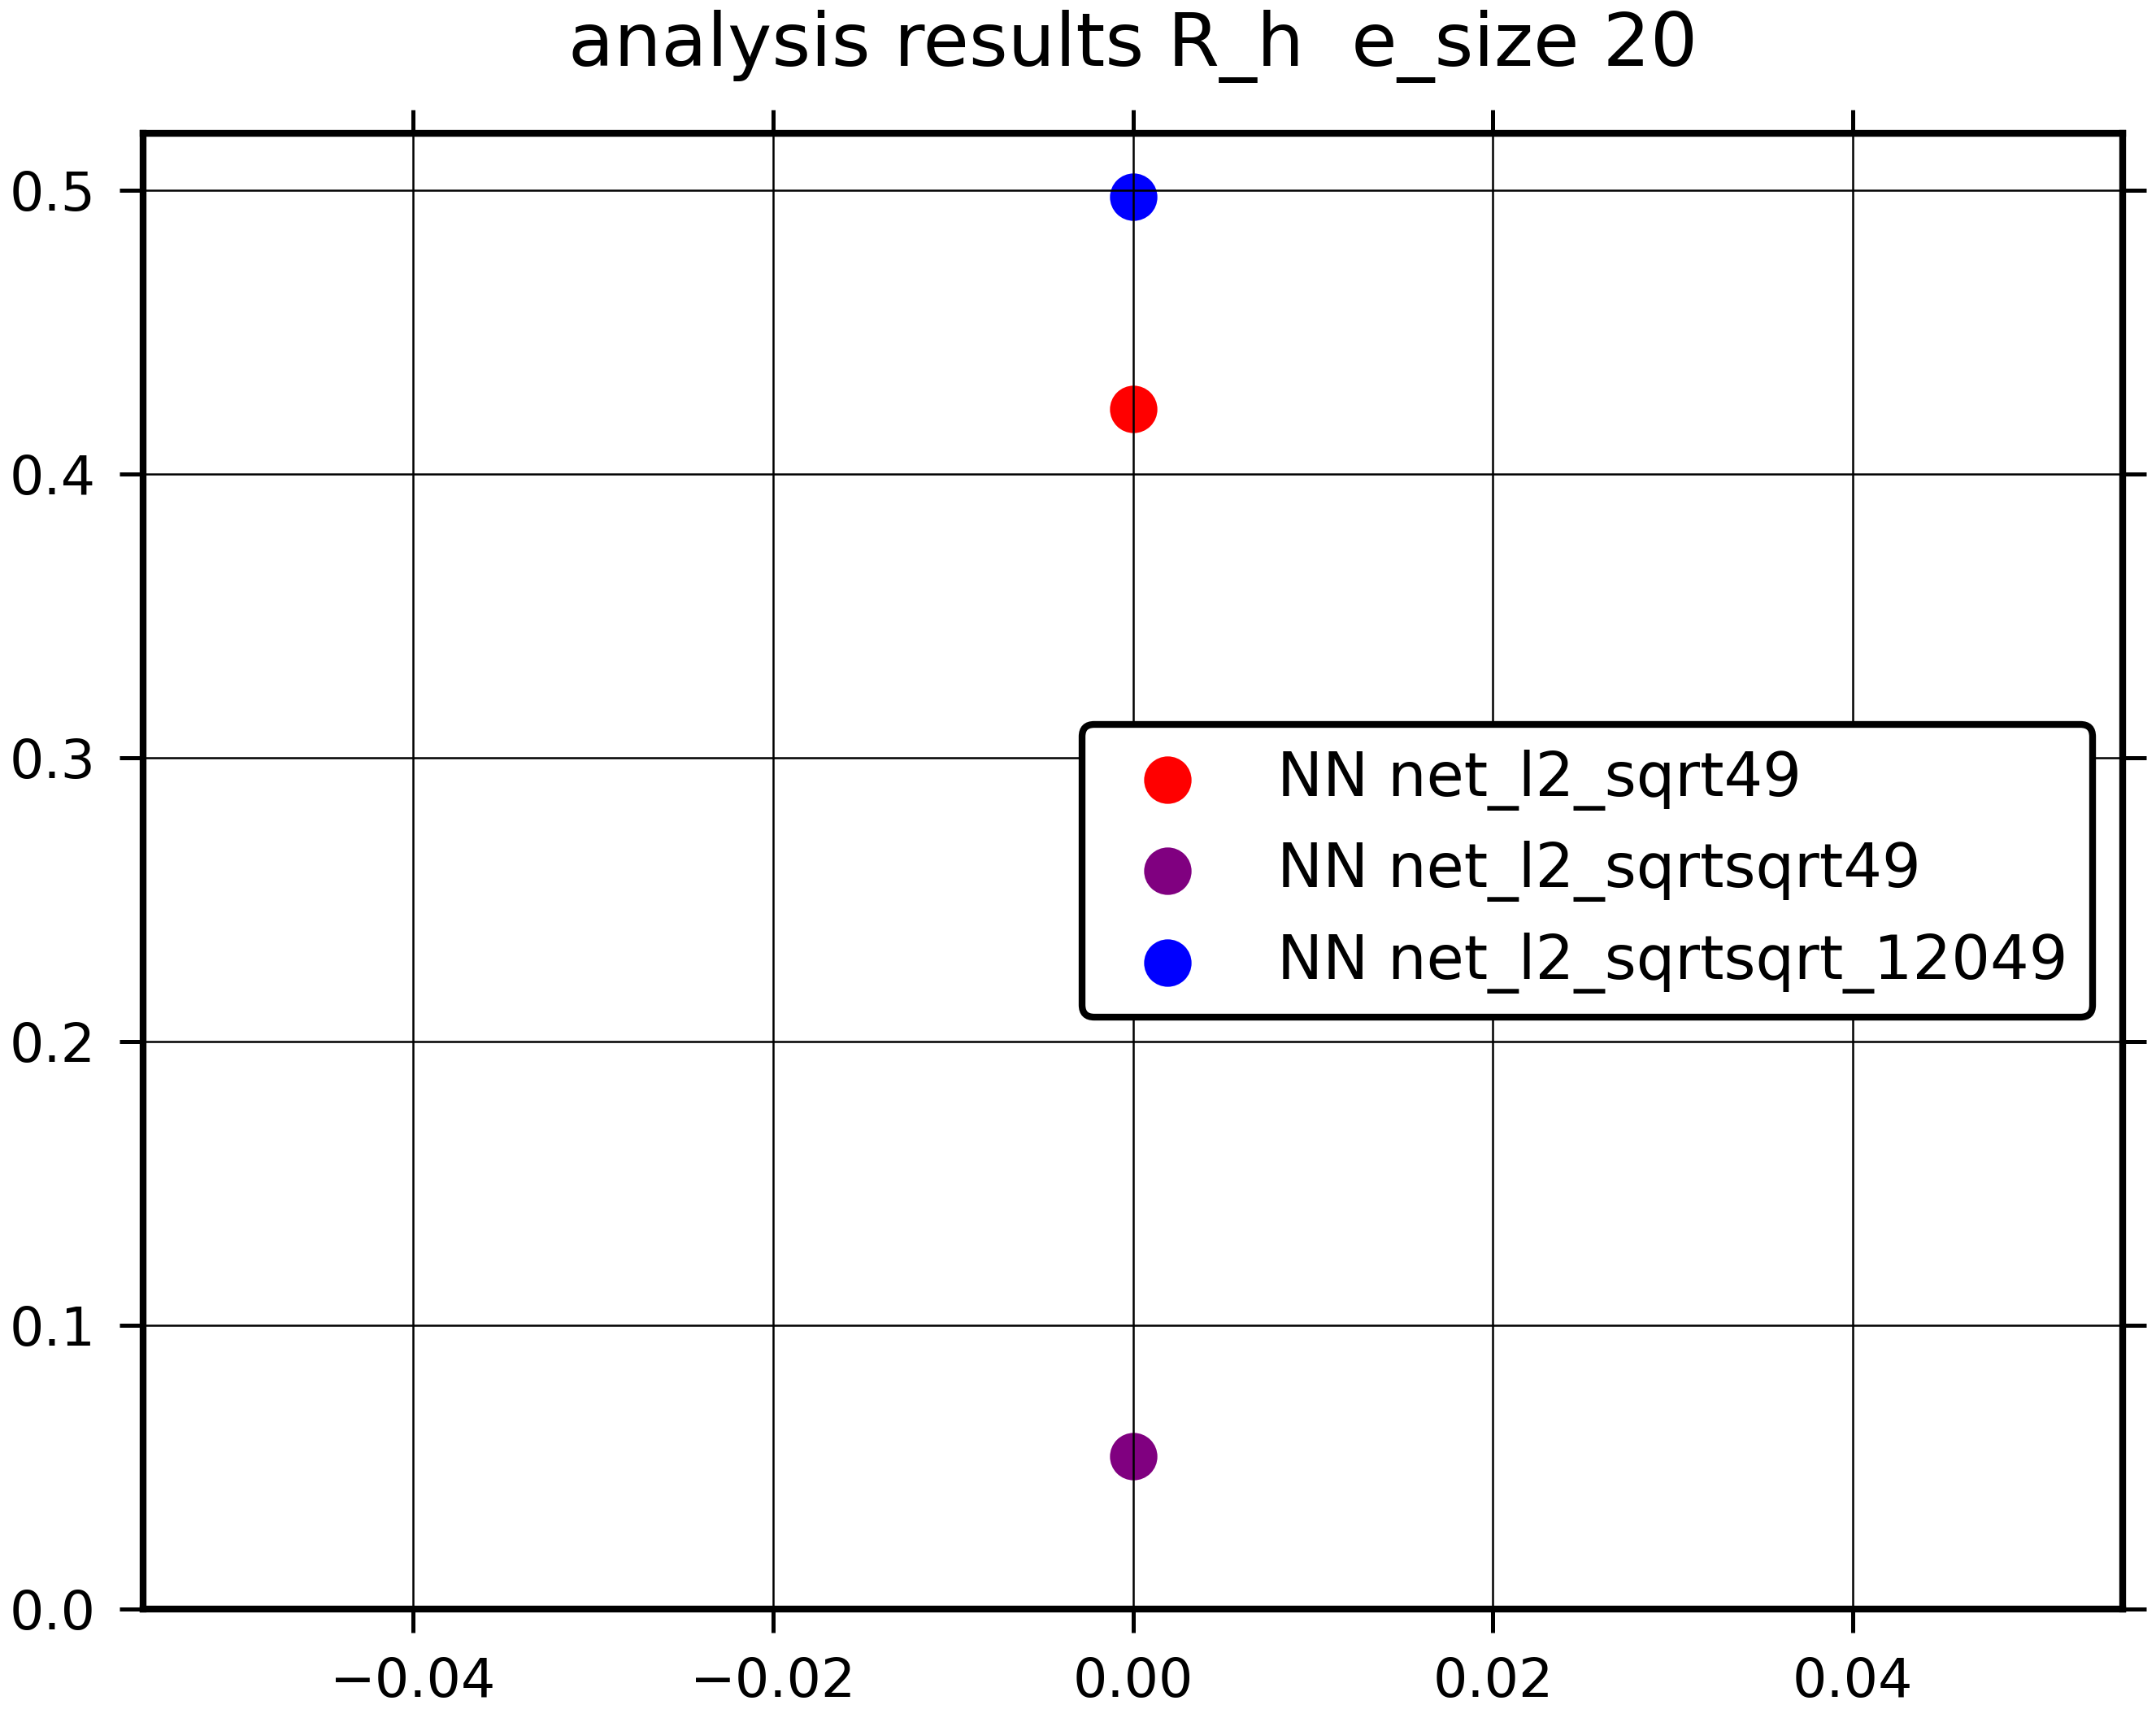 analysis results R_h  e_size 20
0.5
0.4
0.3
0.2
0.1
0.0
NN net_l2_sqrt49
NN net_l2_sqrtsqrt49
NN net_l2_sqrtsqrt_12049
−0.04 −0.02 0.00 0.02 0.04